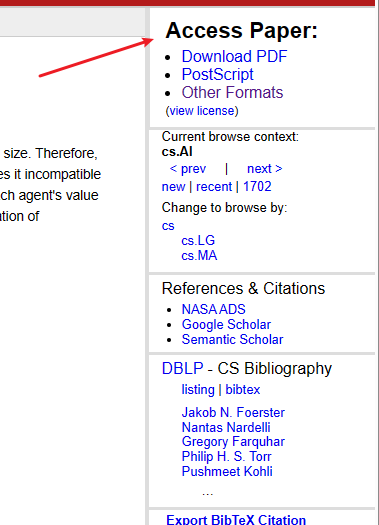 Access Paper:
Download PDF
PostScript
Other Formats
(view license)
Current browse context:
cs.AI
< prev | next >
new | recent | 1702
Change to browse by:
cs
cs.LG
cs.MA
size. Therefore,
es it incompatible
ch agent's value
tion of
References & Citations
NASA ADS
Google Scholar
Semantic Scholar
DBLP - CS Bibliography
listing | bibtex
Jakob N. Foerster
Nantas Nardelli
Gregory Farquhar
Philip H. S. Torr
Pushmeet Kohli
...
Export BibTeX Citation